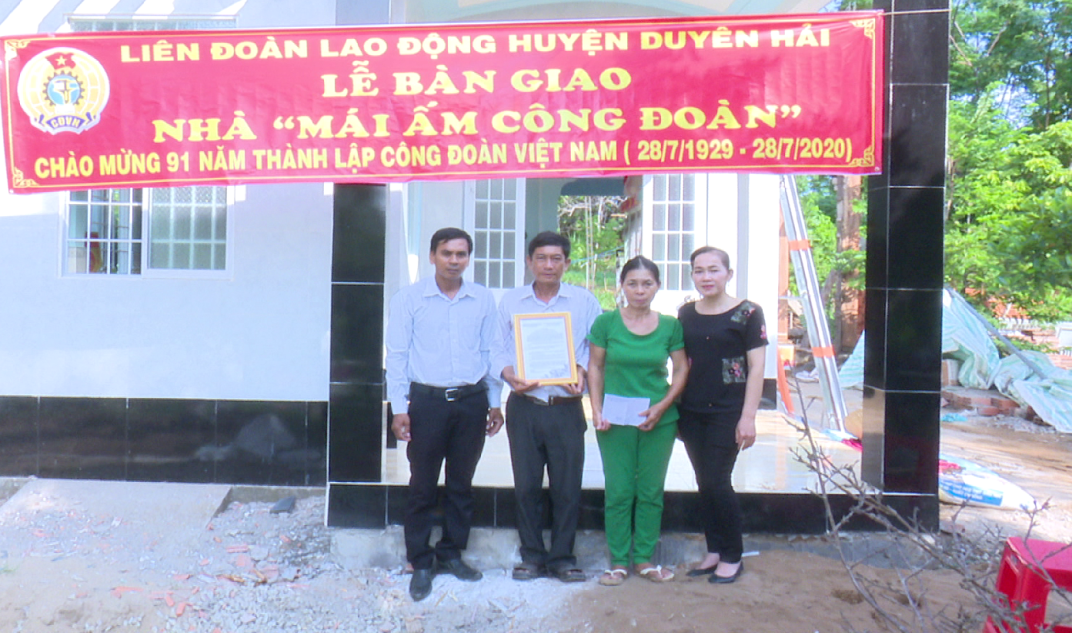 LIÊN ĐOÀN LAO ĐỘNG HUYỆN DUYÊN HẢI
LỄ BÀN GIAO
NHÀ “MÁI ẤM CÔNG ĐOÀN”
CHÀO MỪNG 91 NĂM THÀNH LẬP CÔNG ĐOÀN VIỆT NAM ( 28/7/1929 - 28/7/2020)
CĐVN